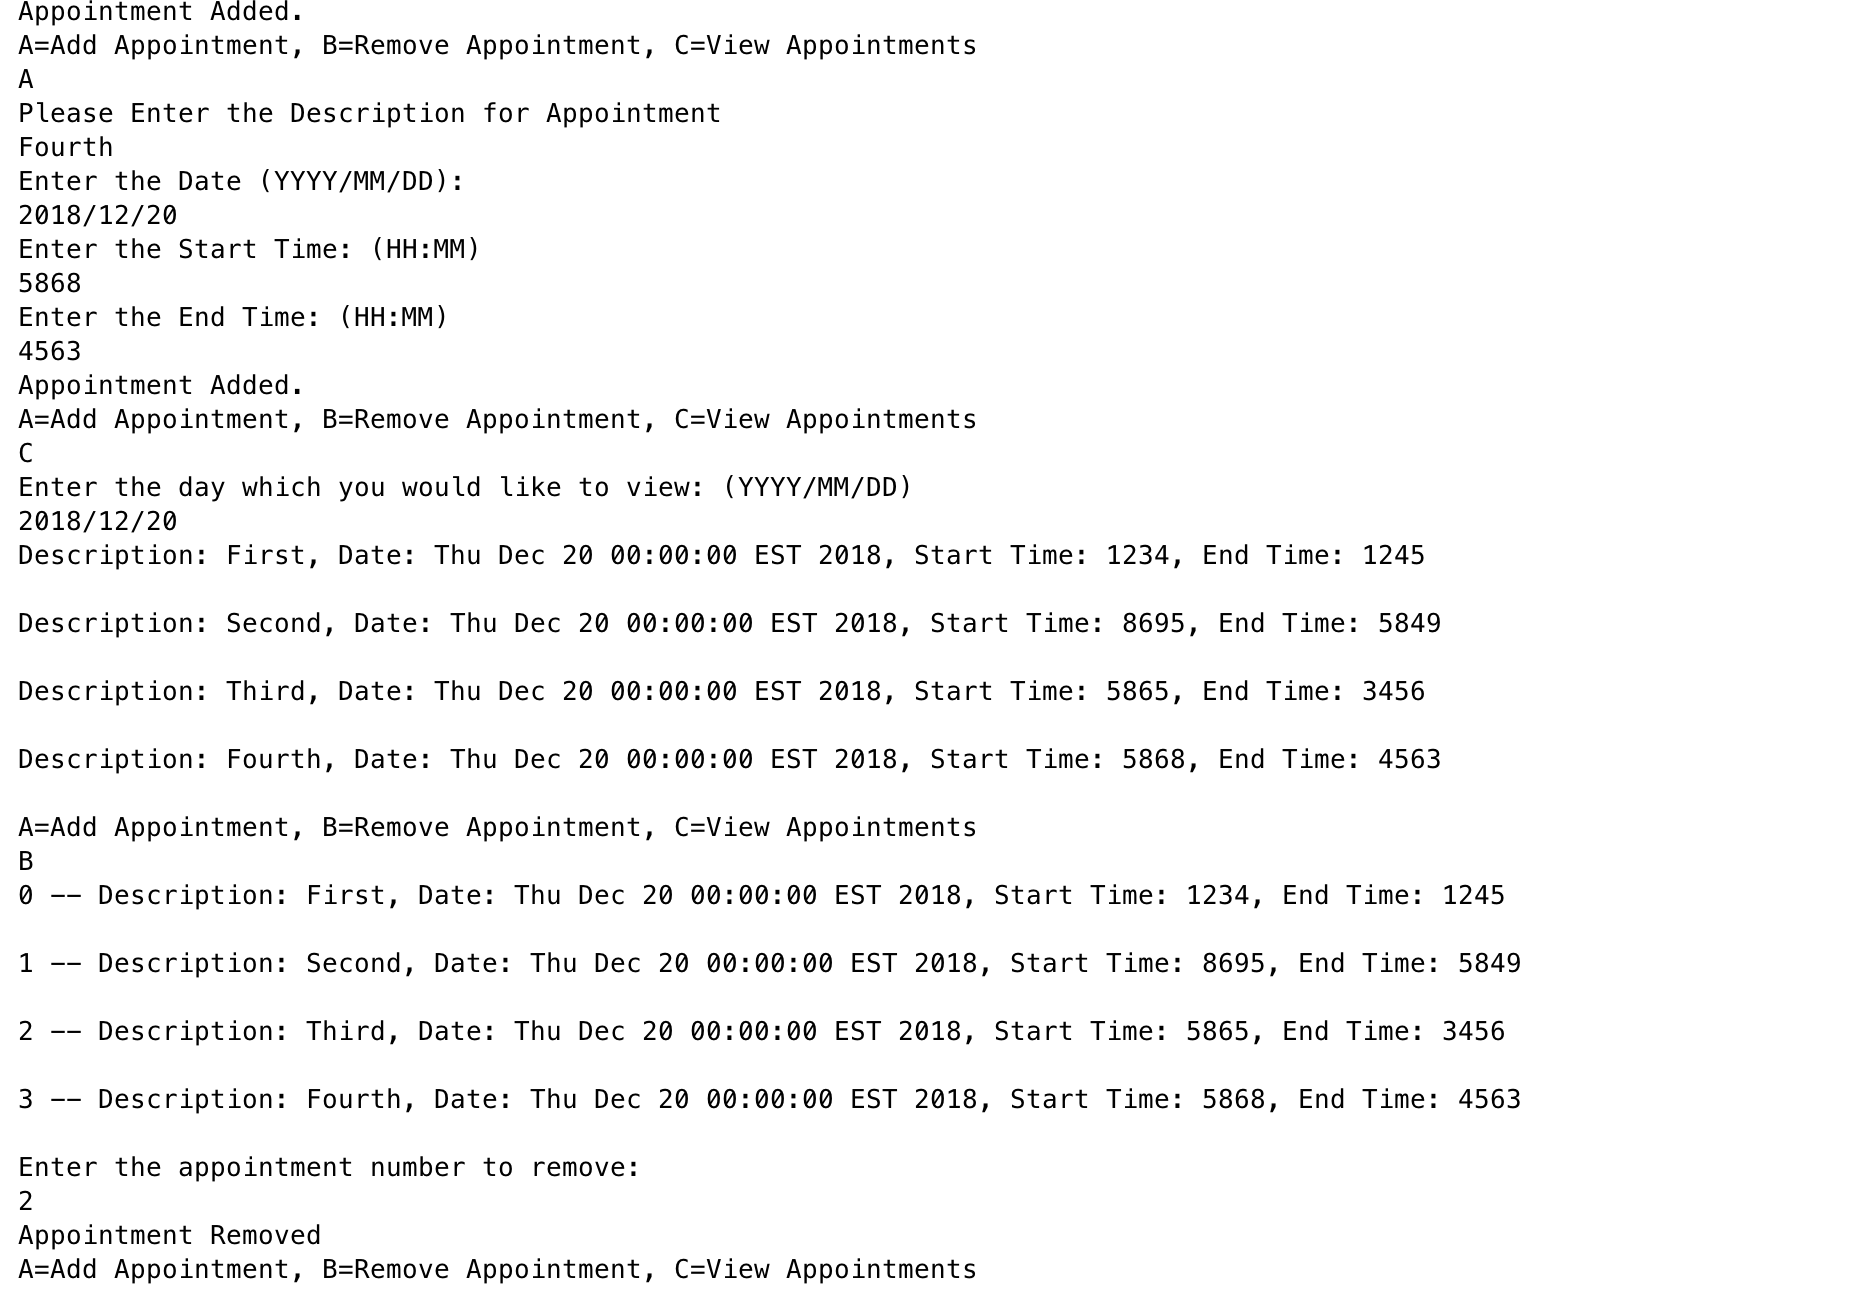 Appointment Added.
A=Add Appointment, B=Remove Appointment, C=View Appointments
A
Please Enter the Description for Appointment
Fourth
Enter the Date (YYYY/MM/DD):
2018/12/20
Enter the Start Time: (HH:MM)
5868
Enter the End Time: (HH:MM)
4563
Appointment Added.
A=Add Appointment, B=Remove Appointment, C=View Appointments
C
Enter the day which you would like to view: (YYYY/MM/DD)
2018/12/20
Description: First, Date: Thu Dec 20 00:00:00 EST 2018, Start Time: 1234, End Time: 1245
Description: Second, Date: Thu Dec 20 00:00:00 EST 2018, Start Time: 8695, End Time: 5849
Description: Third, Date: Thu Dec 20 00:00:00 EST 2018, Start Time: 5865, End Time: 3456
Description: Fourth, Date: Thu Dec 20 00:00:00 EST 2018, Start Time: 5868, End Time: 4563
A=Add Appointment, B=Remove Appointment, C=View Appointments
B
0 -- Description: First, Date: Thu Dec 20 00:00:00 EST 2018, Start Time: 1234, End Time: 1245
1 -- Description: Second, Date: Thu Dec 20 00:00:00 EST 2018, Start Time: 8695, End Time: 5849
2 -- Description: Third, Date: Thu Dec 20 00:00:00 EST 2018, Start Time: 5865, End Time: 3456
3 -- Description: Fourth, Date: Thu Dec 20 00:00:00 EST 2018, Start Time: 5868, End Time: 4563
Enter the appointment number to remove:
2
Appointment Removed
A=Add Appointment, B=Remove Appointment, C=View Appointments